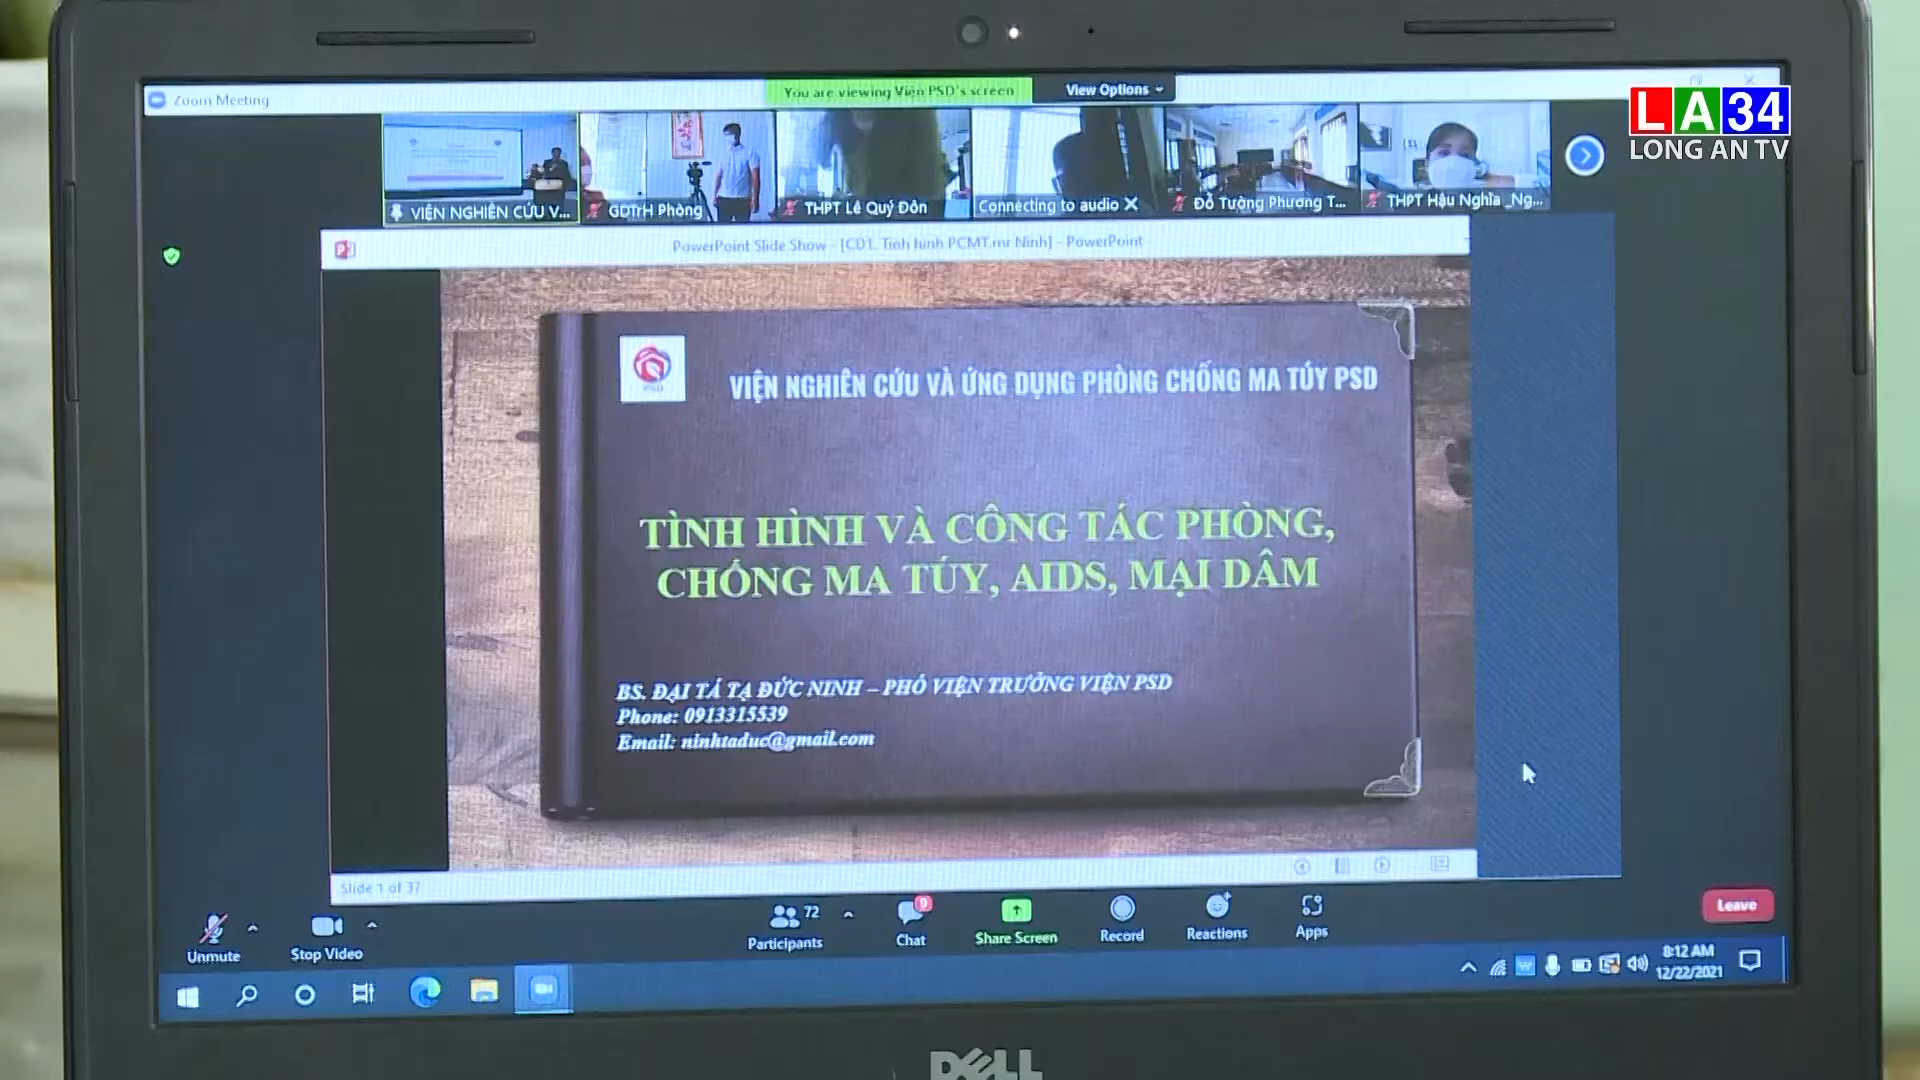 Zoom Meeting
You are viewing Viện PSD's screen
View Options
LA34
LONG AN TV
VIỆN NGHIÊN CỨU V...
GDTrH Phòng
THPT Lê Quý Đôn
Connecting to audio
Đỗ Tường Phương T...
THPT Hậu Nghĩa _Ng...
PowerPoint Slide Show - [CD1. Tinh hinh PCMT.mr Ninh] - PowerPoint
PSD
VIỆN NGHIÊN CỨU VÀ ỨNG DỤNG PHÒNG CHỐNG MA TÚY PSD
TÌNH HÌNH VÀ CÔNG TÁC PHÒNG,
CHỐNG MA TÚY, AIDS, MẠI DÂM
BS. ĐẠI TÁ TẠ ĐỨC NINH – PHÓ VIỆN TRƯỞNG VIỆN PSD
Phone: 0913315539
Email: ninhtaduc@gmail.com
Slide 1 of 37
Unmute
Stop Video
72
Participants
9
Chat
Share Screen
Record
Reactions
Apps
Leave
8:12 AM
12/22/2021
DELL